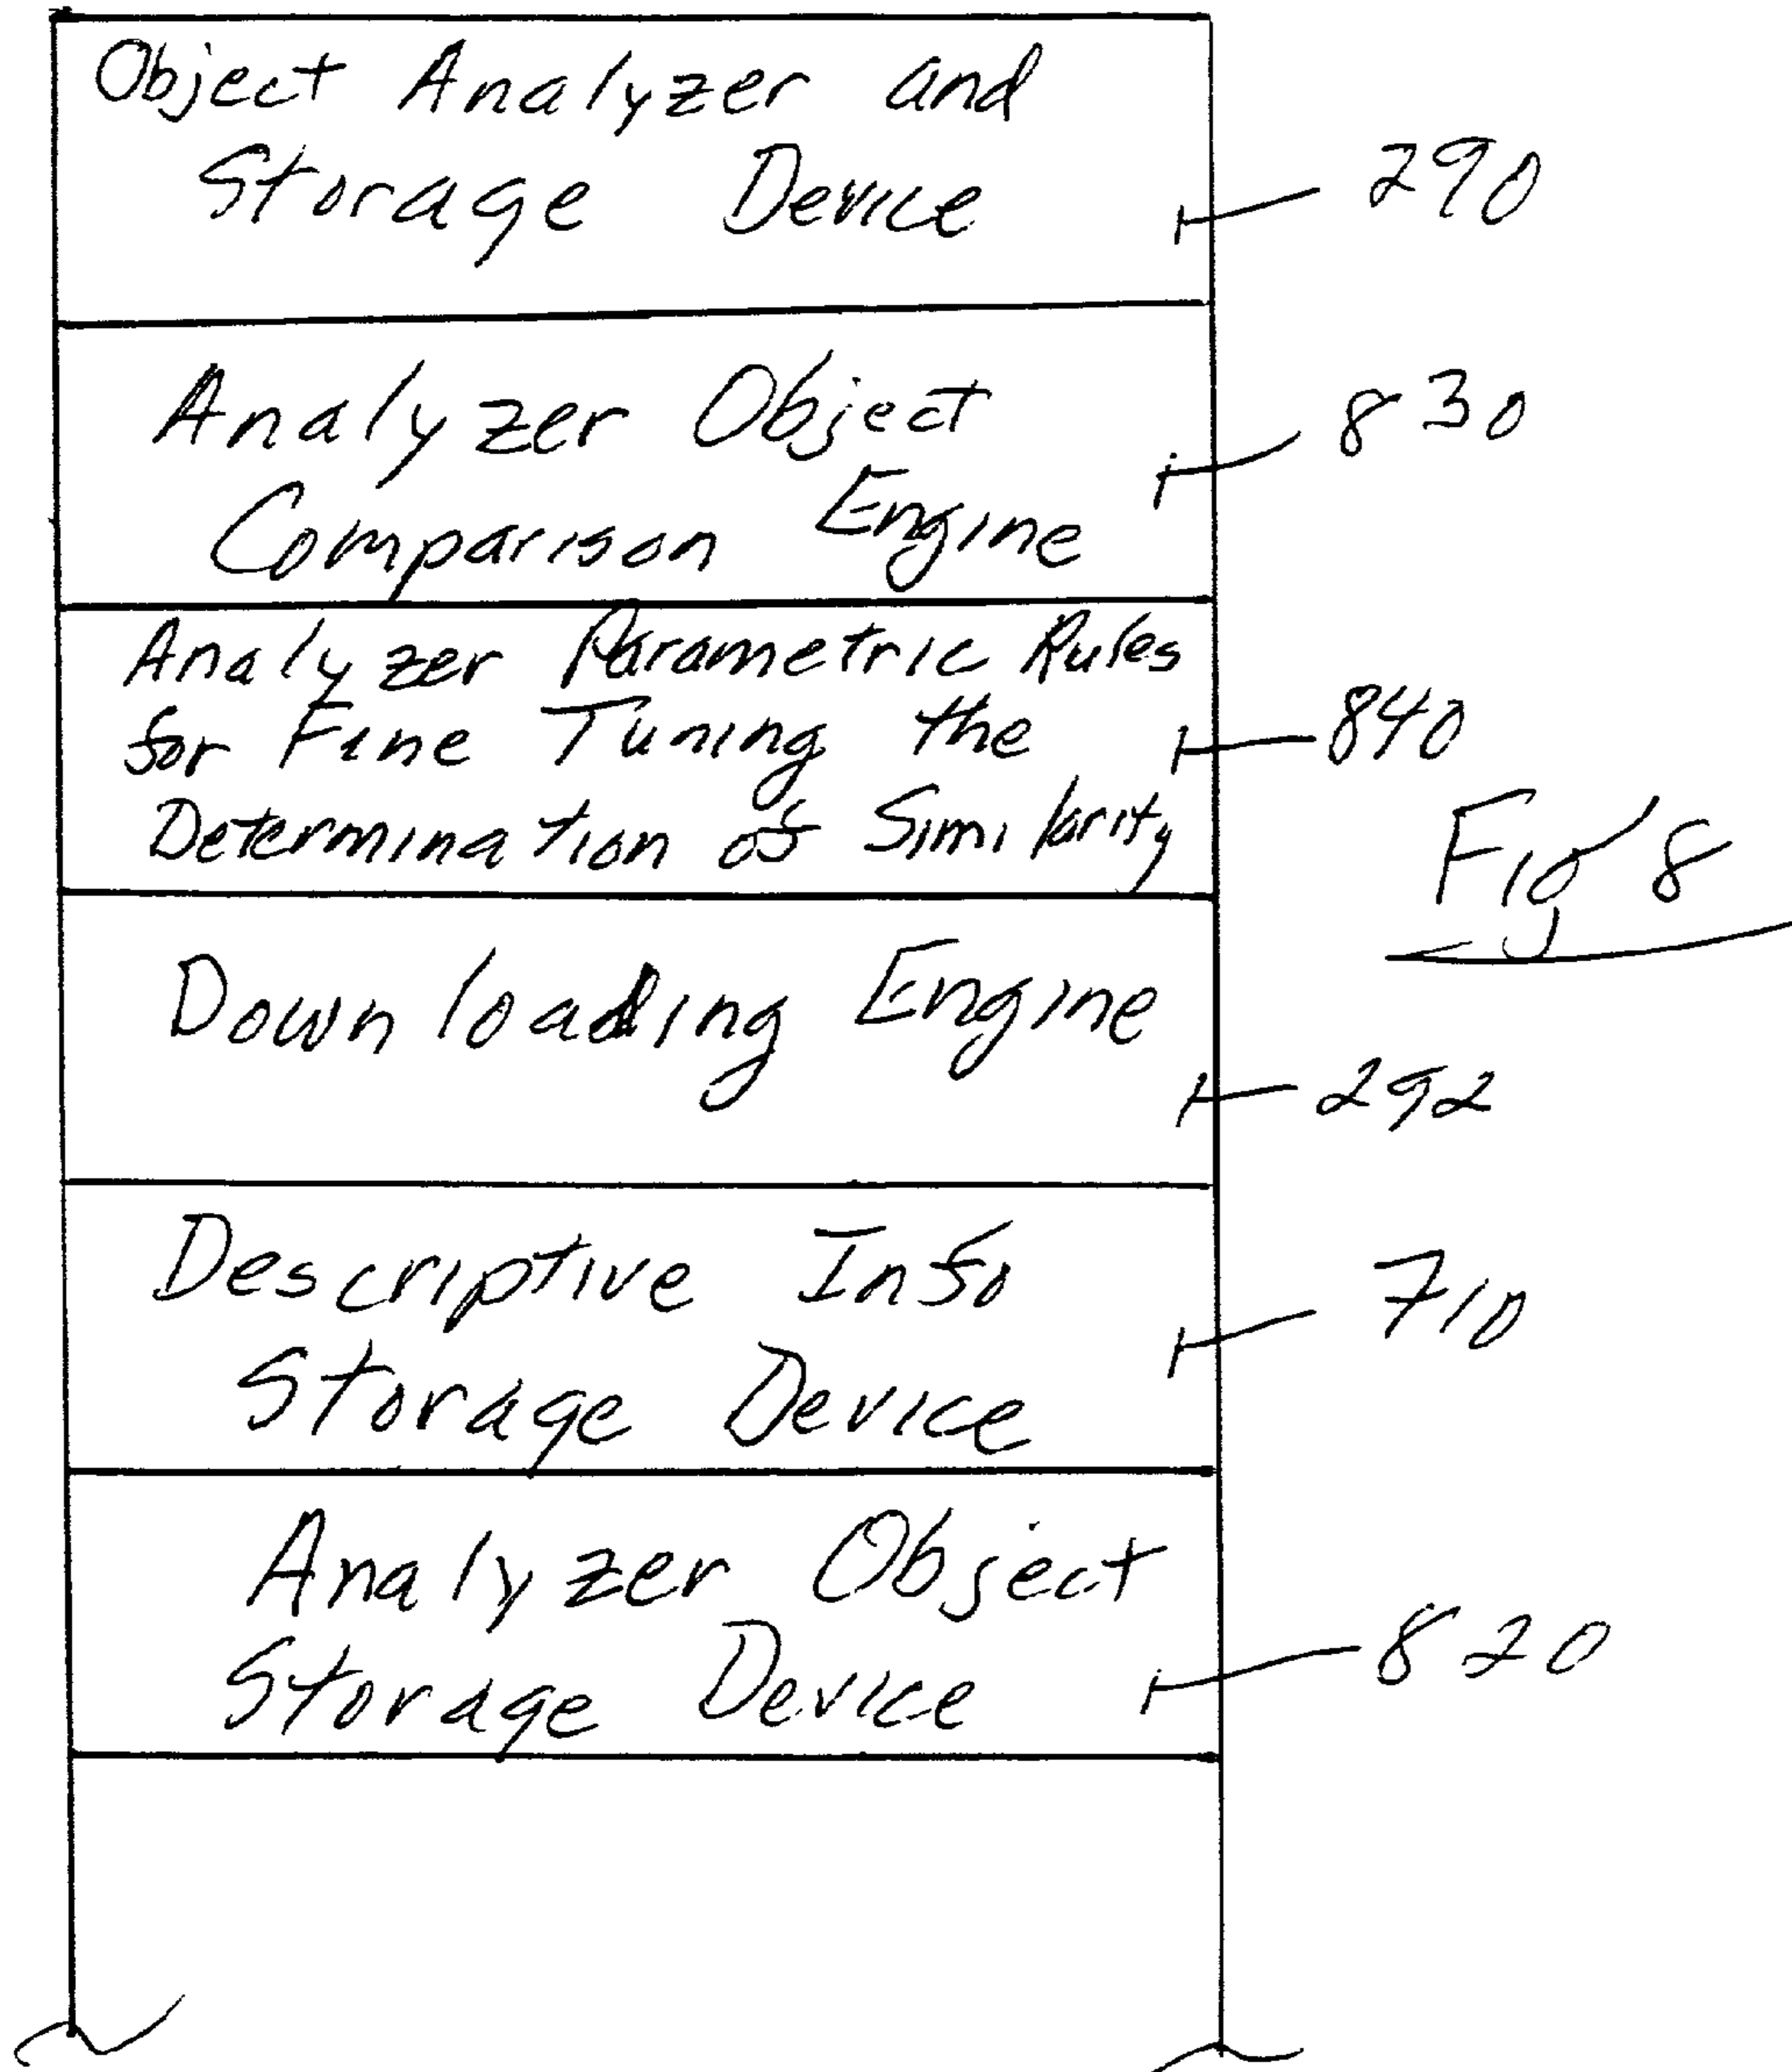 Object Analyzer and
Storage Device
290
Analyzer Object
Comparison Engine
830
Analyzer Parametric Rules
for Fine Tuning the
Determination of Similarity
840
Fig 8
Downloading Engine
292
Descriptive Info
Storage Device
710
Analyzer Object
Storage Device
820